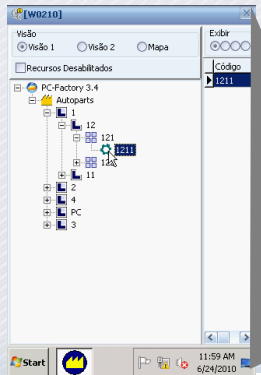 [W0210]
Visão
Visão 1 Visão 2 Mapa
Recursos Desabilitados
PC-Factory 3.4
Autoparts
1
12
121
1211
11
2
4
PC
3
Exibir
Código
1211
Start
11:59 AM
6/24/2010